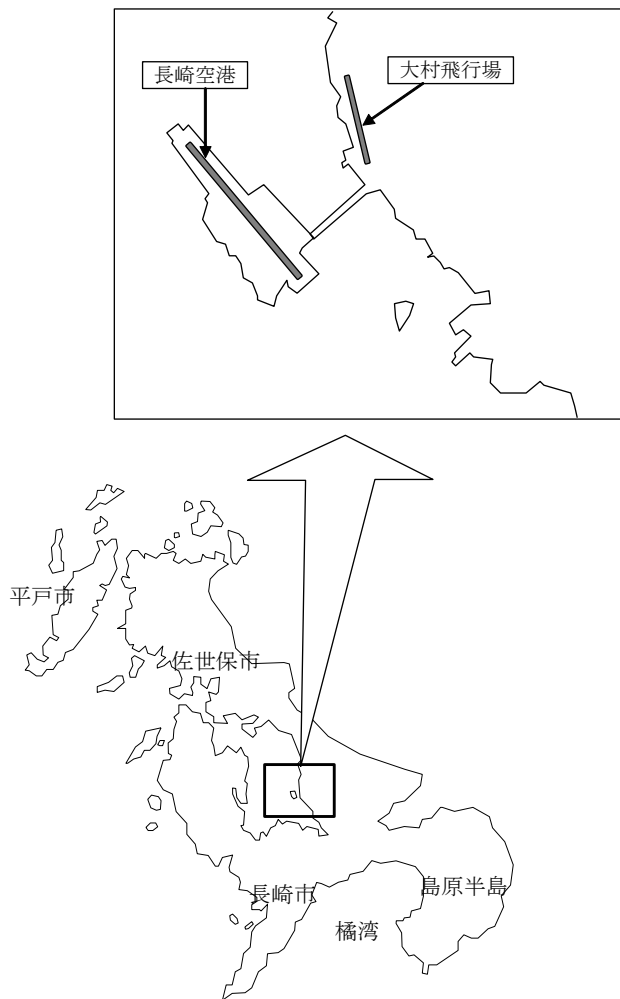 長崎空港
大村飛行場
平戸市
佐世保市
長崎市
島原半島
橘湾